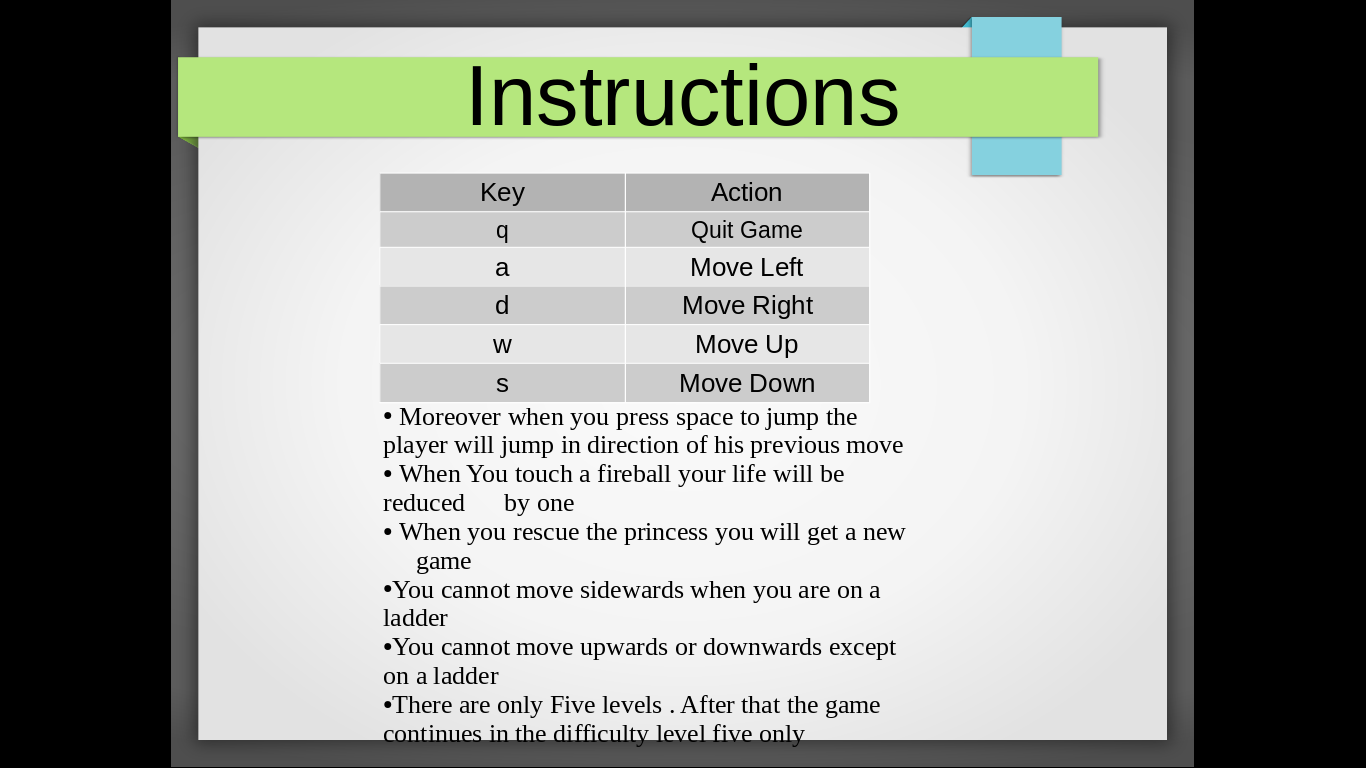 Instructions
Key Action
q Quit Game
a Move Left
d Move Right
w Move Up
s Move Down
• Moreover when you press space to jump the
player will jump in direction of his previous move
• When You touch a fireball your life will be
reduced by one
• When you rescue the princess you will get a new
game
•You cannot move sidewards when you are on a
ladder
•You cannot move upwards or downwards except
on a ladder
•There are only Five levels . After that the game
continues in the difficulty level five only